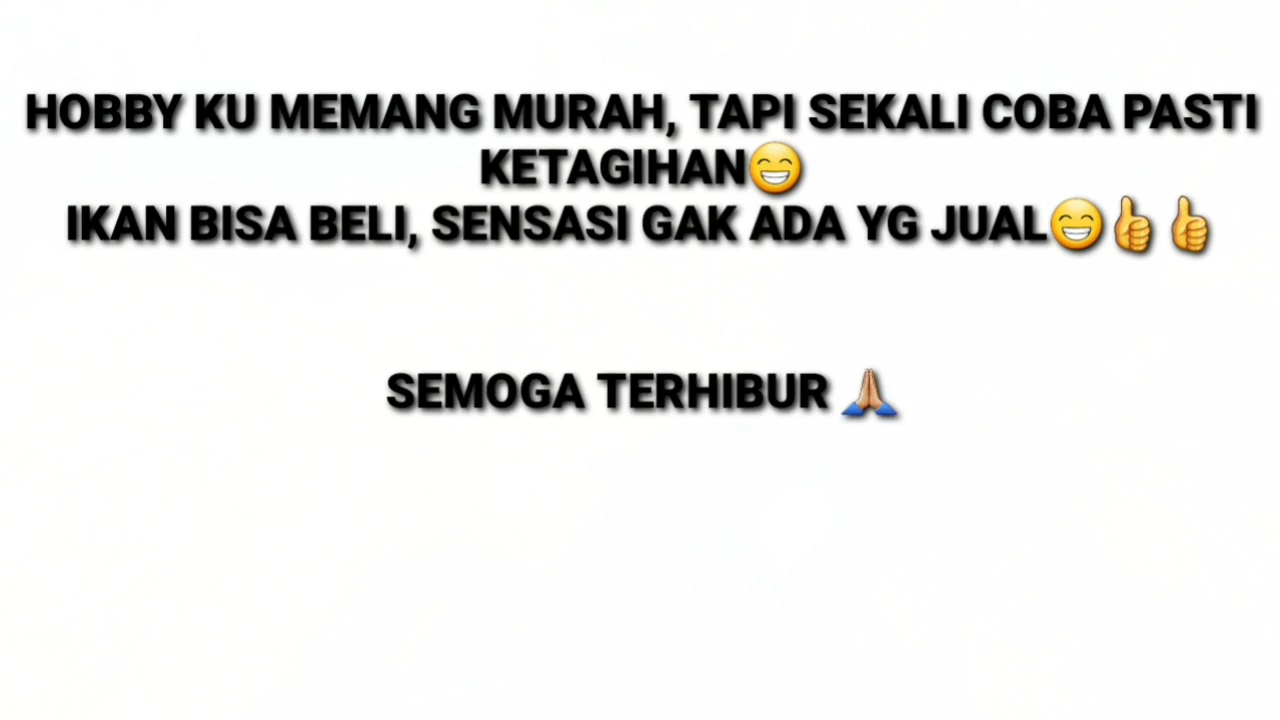 HOBBY KU MEMANG MURAH, TAPI SEKALI COBA PASTI
KETAGIHAN😁
IKAN BISA BELI, SENSASI GAK ADA YG JUAL😁👍👍
SEMOGA TERHIBUR 🙏